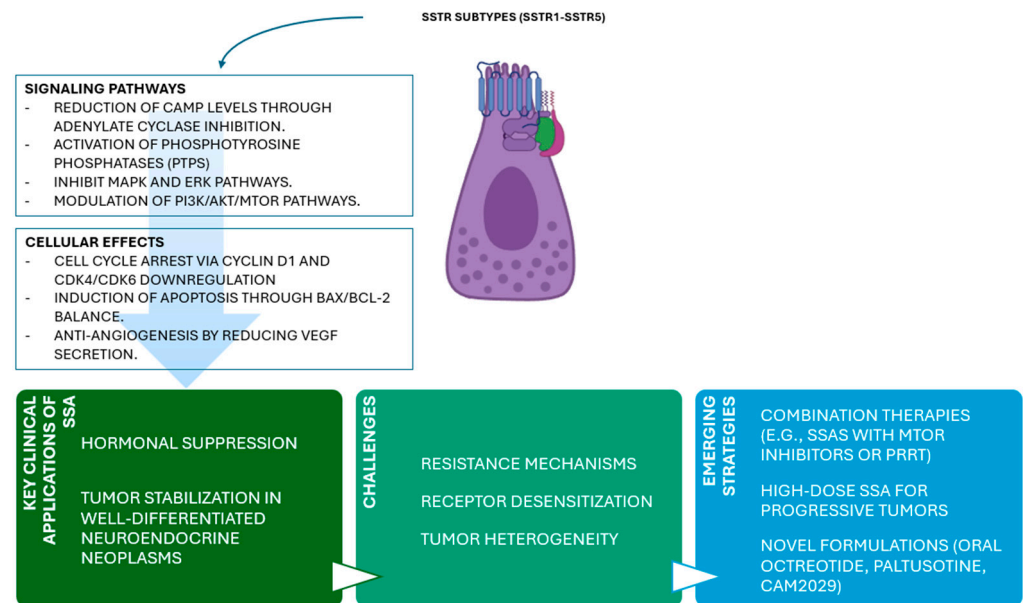 SSTR SUBTYPES (SSTR1-SSTR5)
SIGNALING PATHWAYS
- REDUCTION OF CAMP LEVELS THROUGH
ADENYLATE CYCLASE INHIBITION.
- ACTIVATION OF PHOSPHOTYROSINE
PHOSPHATASES (PTPS)
- INHIBIT MAPK AND ERK PATHWAYS.
- MODULATION OF PI3K/AKT/MTOR PATHWAYS.
CELLULAR EFFECTS
- CELL CYCLE ARREST VIA CYCLIN D1 AND
CDK4/CDK6 DOWNREGULATION
- INDUCTION OF APOPTOSIS THROUGH BAX/BCL-2
BALANCE.
- ANTI-ANGIOGENESIS BY REDUCING VEGF
SECRETION.
KEY CLINICAL
APPLICATIONS OF
SSA
HORMONAL SUPPRESSION
TUMOR STABILIZATION IN
WELL-DIFFERENTIATED
NEUROENDOCRINE
NEOPLASMS
CHALLENGES
RESISTANCE MECHANISMS
RECEPTOR DESENSITIZATION
TUMOR HETEROGENEITY
EMERGING
STRATEGIES
COMBINATION THERAPIES
(E.G., SSAS WITH MTOR
INHIBITORS OR PRRT)
HIGH-DOSE SSA FOR
PROGRESSIVE TUMORS
NOVEL FORMULATIONS (ORAL
OCTREOTIDE, PALTUSOTINE,
CAM2029)